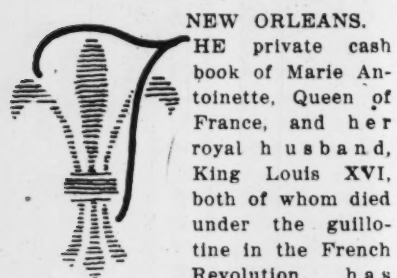 NEW ORLEANS.
THE private cash
book of Marie An-
toinette, Queen of
France, and her
royal husband,
King Louis XVI,
both of whom died
under the guillo-
tine in the French
Revolution has